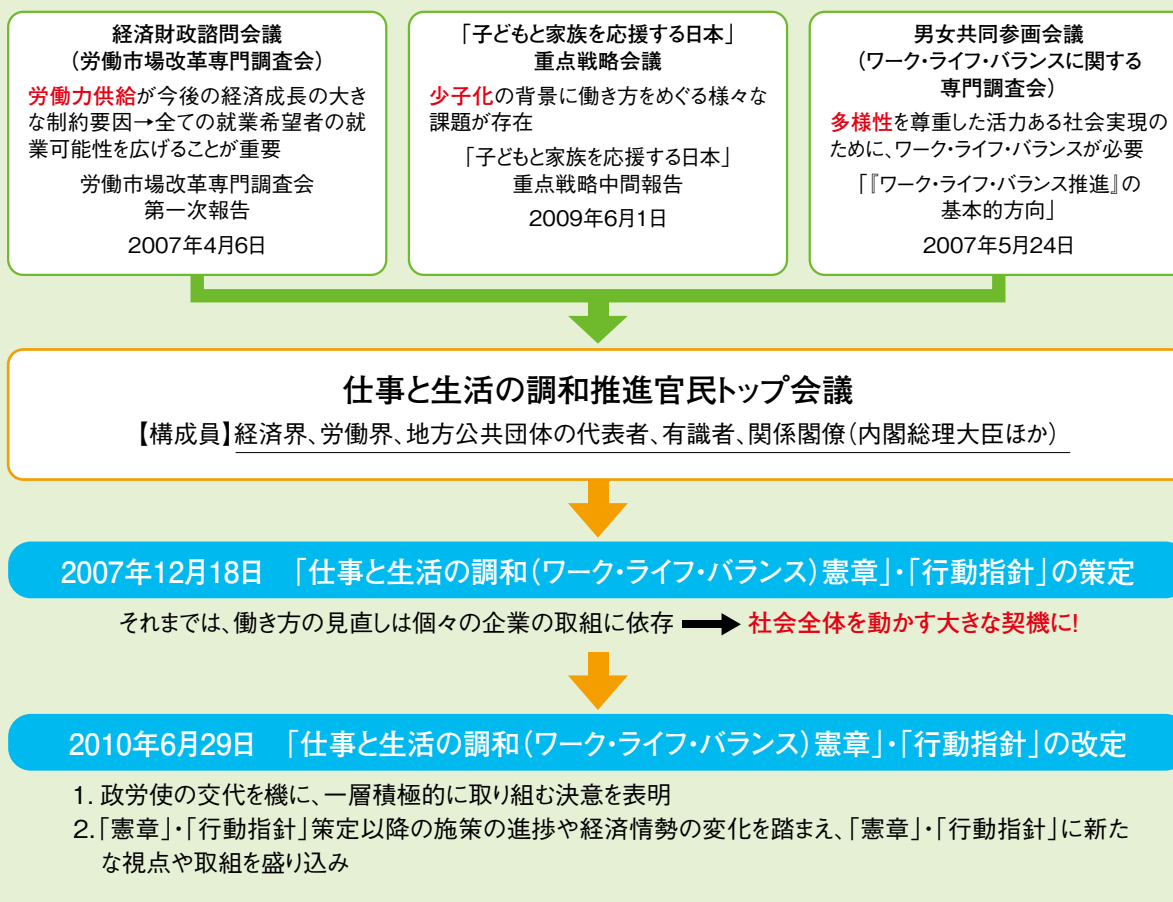 経済財政諮問会議
(労働市場改革専門調査会)
労働力供給が今後の経済成長の大き
な制約要因→全ての就業希望者の就
業可能性を広げることが重要
労働市場改革専門調査会
第一次報告
2007年4月6日
「子どもと家族を応援する日本」
重点戦略会議
少子化の背景に働き方をめぐる様々な
課題が存在
「子どもと家族を応援する日本」
重点戦略中間報告
2009年6月1日
男女共同参画会議
(ワーク・ライフ・バランスに関する
専門調査会)
多様性を尊重した活力ある社会実現の
ために、ワーク・ライフ・バランスが必要
「『ワーク・ライフ・バランス推進』の
基本的方向」
2007年5月24日
仕事と生活の調和推進官民トップ会議
【構成員】経済界、労働界、地方公共団体の代表者、有識者、関係閣僚(内閣総理大臣ほか)
2007年12月18日 「仕事と生活の調和(ワーク・ライフ・バランス)憲章」・「行動指針」の策定
それまでは、働き方の見直しは個々の企業の取組に依存 ➡ 社会全体を動かす大きな契機に!
2010年6月29日 「仕事と生活の調和(ワーク・ライフ・バランス)憲章」・「行動指針」の改定
1. 政労使の交代を機に、一層積極的に取り組む決意を表明
2.「憲章」・「行動指針」策定以降の施策の進捗や経済情勢の変化を踏まえ、「憲章」・「行動指針」に新た
な視点や取組を盛り込み